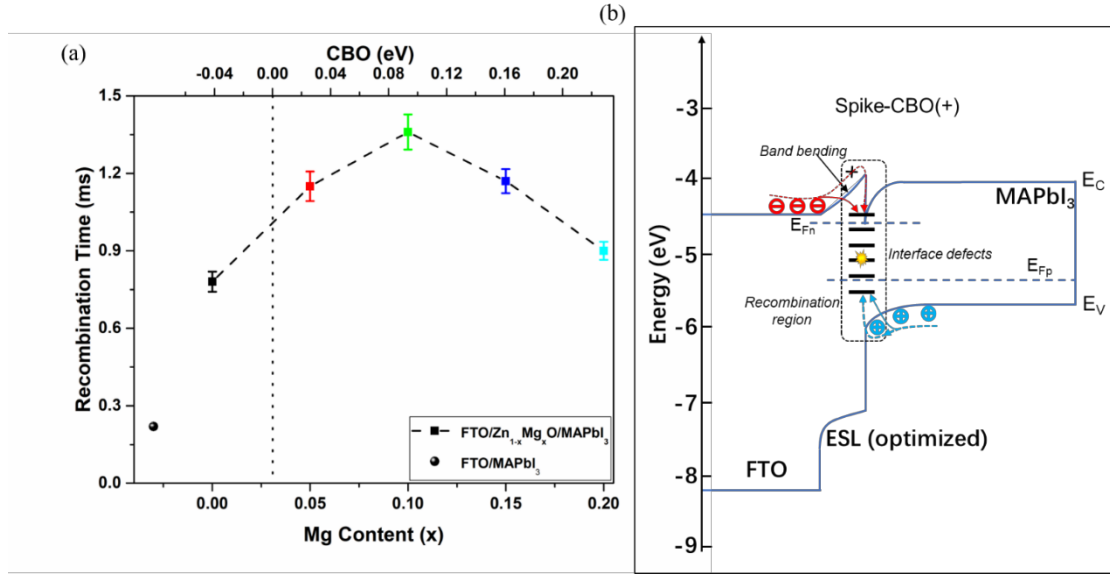 (a)
CBO (eV)
-0.04 0.00 0.04 0.08 0.12 0.16 0.20
1.5
1.2
0.9
0.6
0.3
0.0
Recombination Time (ms)
FTO/Zn1-xMgxO/MAPbI3
FTO/MAPbI3
0.00 0.05 0.10 0.15 0.20
Mg Content (x)
(b)
Energy (eV)
-3
-4
-5
-6
-7
-8
-9
Spike-CBO(+)
Band bending
+
EC
MAPbI3
EFn
Interface defects
EFp
Recombination
region
EV
ESL (optimized)
FTO